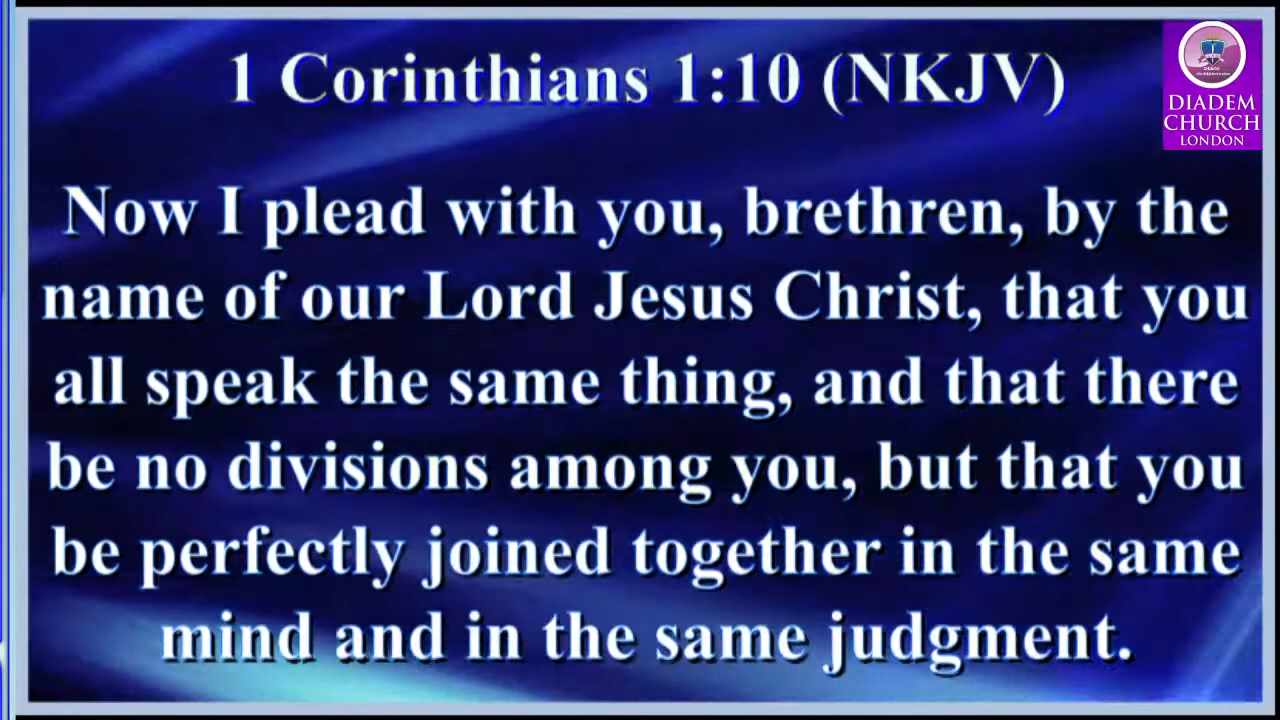 1 Corinthians 1:10 (NKJV)
DIADEM
CHURCH
LONDON
Now I plead with you, brethren, by the
name of our Lord Jesus Christ, that you
all speak the same thing, and that there
be no divisions among you, but that you
be perfectly joined together in the same
mind and in the same judgment.